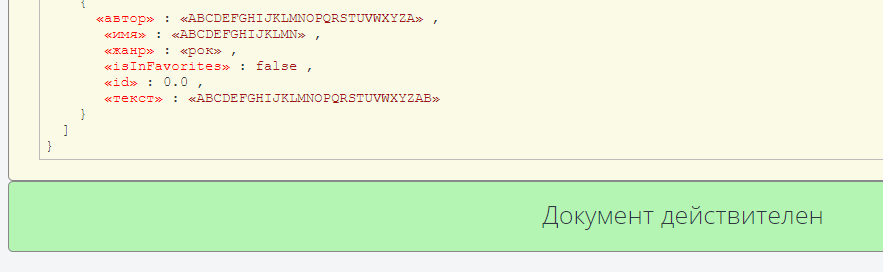 {
«автор» : «ABCDEFGHIJKLMNOPQRSTUVWXYZA» ,
«имя» : «ABCDEFGHIJKLMN» ,
«жанр» : «рок» ,
«isInFavorites» : false ,
«id» : 0.0 ,
«текст» : «ABCDEFGHIJKLMNOPQRSTUVWXYZAB»
}
]
}
Документ действителен